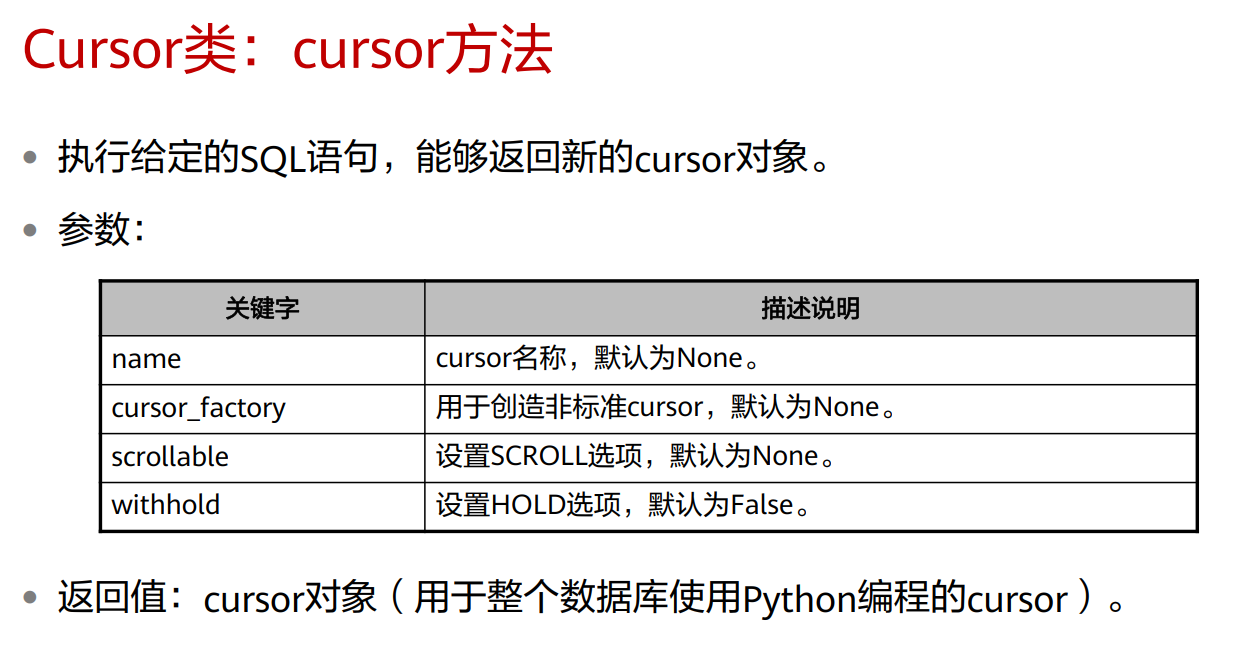 Cursor类：cursor方法
• 执行给定的SQL语句，能够返回新的cursor对象。
• 参数：
关键字 描述说明
name cursor名称，默认为None。
cursor_factory 用于创造非标准cursor，默认为None。
scrollable 设置SCROLL选项，默认为None。
withhold 设置HOLD选项，默认为False。
• 返回值：cursor对象（用于整个数据库使用Python编程的cursor）。